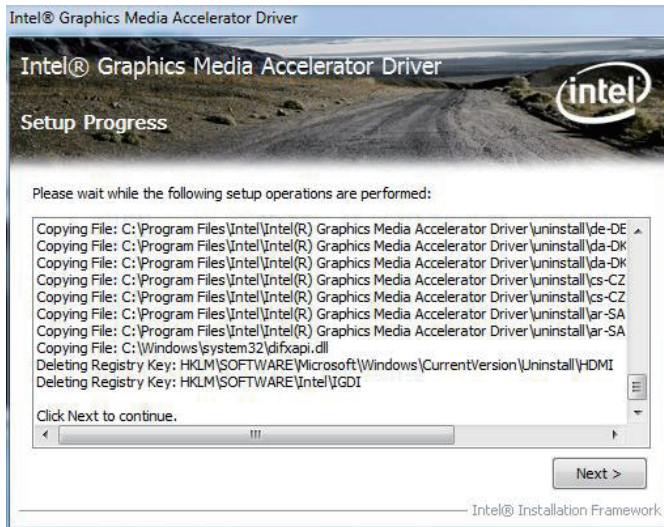 Intel® Graphics Media Accelerator Driver
Intel® Graphics Media Accelerator Driver
intel
Setup Progress
Please wait while the following setup operations are performed:
Copying File: C:\Program Files\Intel\Intel(R) Graphics Media Accelerator Driver\uninstall\de-DE
Copying File: C:\Program Files\Intel\Intel(R) Graphics Media Accelerator Driver\uninstall\da-DK
Copying File: C:\Program Files\Intel\Intel(R) Graphics Media Accelerator Driver\uninstall\da-DK
Copying File: C:\Program Files\Intel\Intel(R) Graphics Media Accelerator Driver\uninstall\cs-CZ
Copying File: C:\Program Files\Intel\Intel(R) Graphics Media Accelerator Driver\uninstall\cs-CZ
Copying File: C:\Program Files\Intel\Intel(R) Graphics Media Accelerator Driver\uninstall\ar-SA
Copying File: C:\Program Files\Intel\Intel(R) Graphics Media Accelerator Driver\uninstall\ar-SA
Copying File: C:\Windows\system32\difxapi.dll
Deleting Registry Key: HKLM\SOFTWARE\Microsoft\Windows\CurrentVersion\Uninstall\HDMI
Deleting Registry Key: HKLM\SOFTWARE\Intel\IGDI
Click Next to continue.
Next >
Intel® Installation Framework